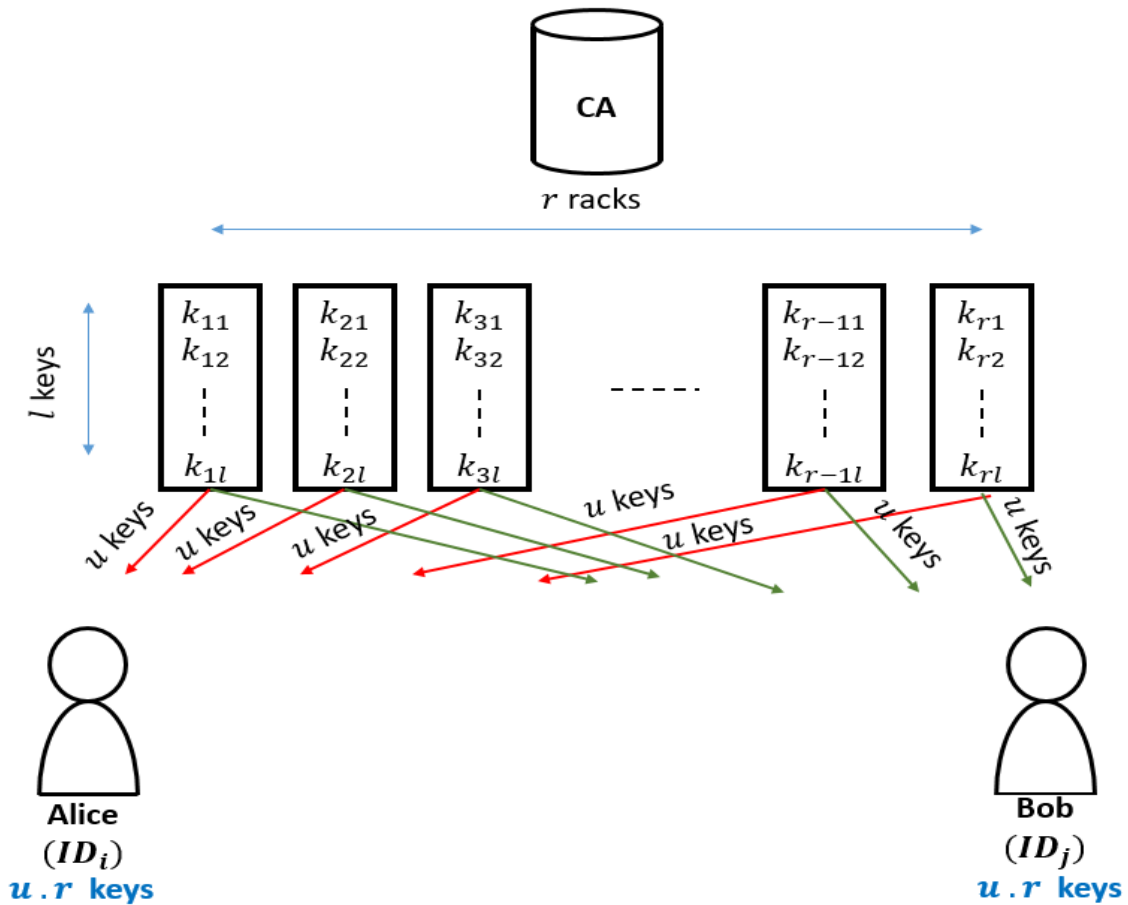 CA
r racks
l keys
k₁₁ k₂₁ k₃₁ kᵣ₋₁₁ kᵣ₁
k₁₂ k₂₂ k₃₂ kᵣ₋₁₂ kᵣ₂
k₁ₗ k₂ₗ k₃ₗ kᵣ₋₁ₗ kᵣₗ
u keys
u keys
u keys
u keys
u keys
u keys
u keys
Alice
(IDᵢ)
u . r keys
Bob
(IDⱼ)
u . r keys